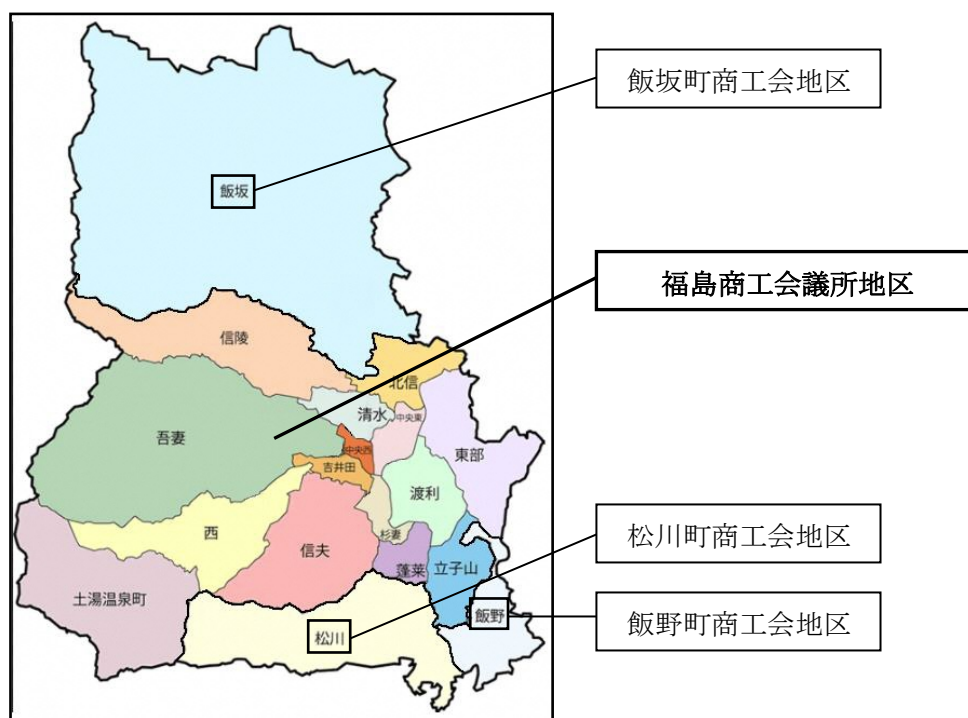 飯坂町商工会地区
飯坂
福島商工会議所地区
信陵
北信
清水
中央東
吾妻
中央西
東部
吉井田
渡利
西
信夫
杉妻
松川町商工会地区
蓬莱
立子山
土湯温泉町
飯野
飯野町商工会地区
松川